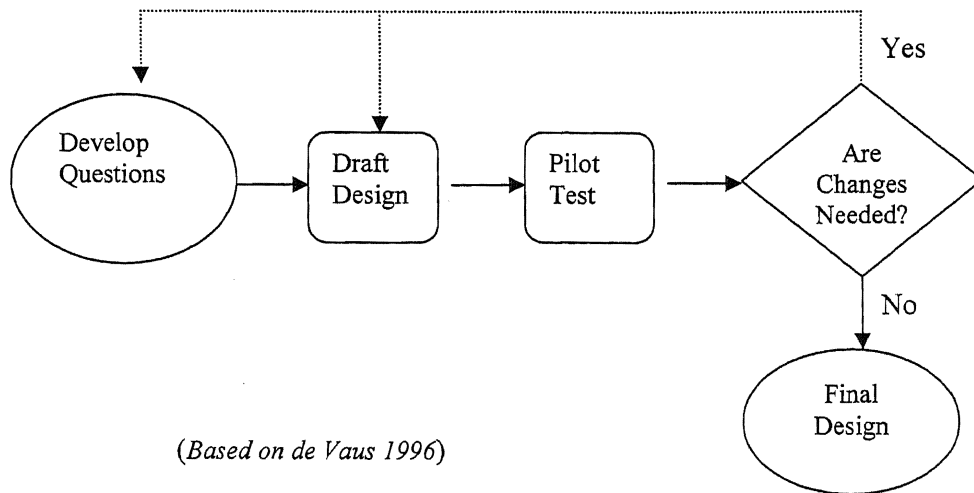 Yes
Develop
Questions
Draft
Design
Pilot
Test
Are
Changes
Needed?
No
Final
Design
(Based on de Vaus 1996)